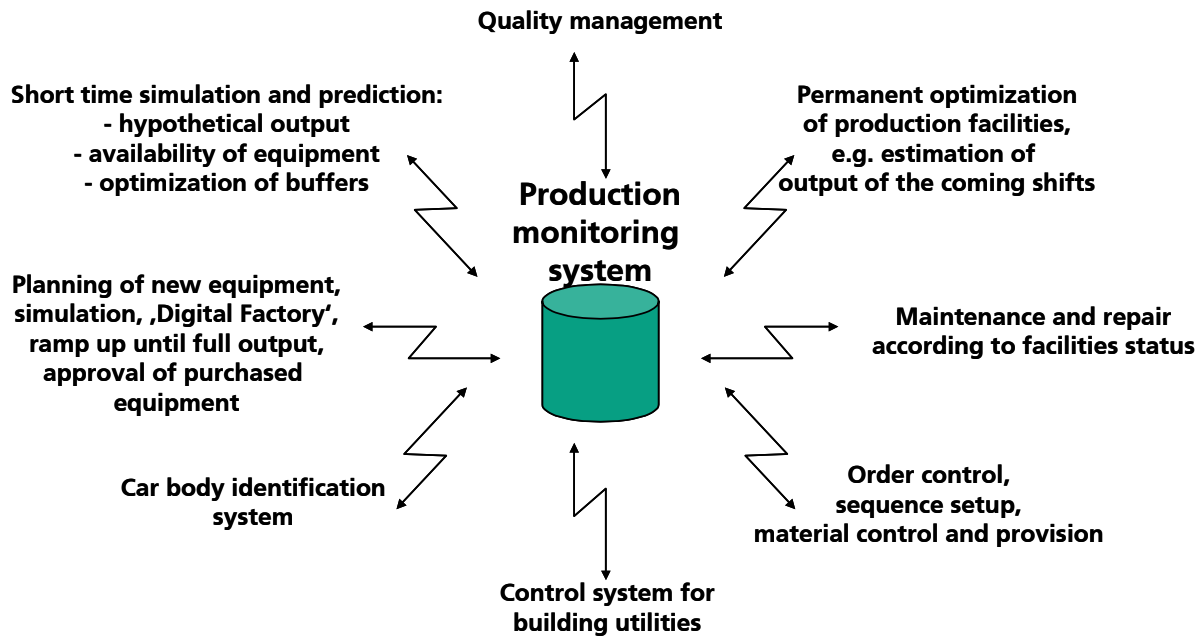 Quality management
Short time simulation and prediction:
- hypothetical output
- availability of equipment
- optimization of buffers
Permanent optimization
of production facilities,
e.g. estimation of
output of the coming shifts
Production
monitoring
system
Planning of new equipment,
simulation, ‚Digital Factory‘,
ramp up until full output,
approval of purchased
equipment
Maintenance and repair
according to facilities status
Car body identification
system
Order control,
sequence setup,
material control and provision
Control system for
building utilities